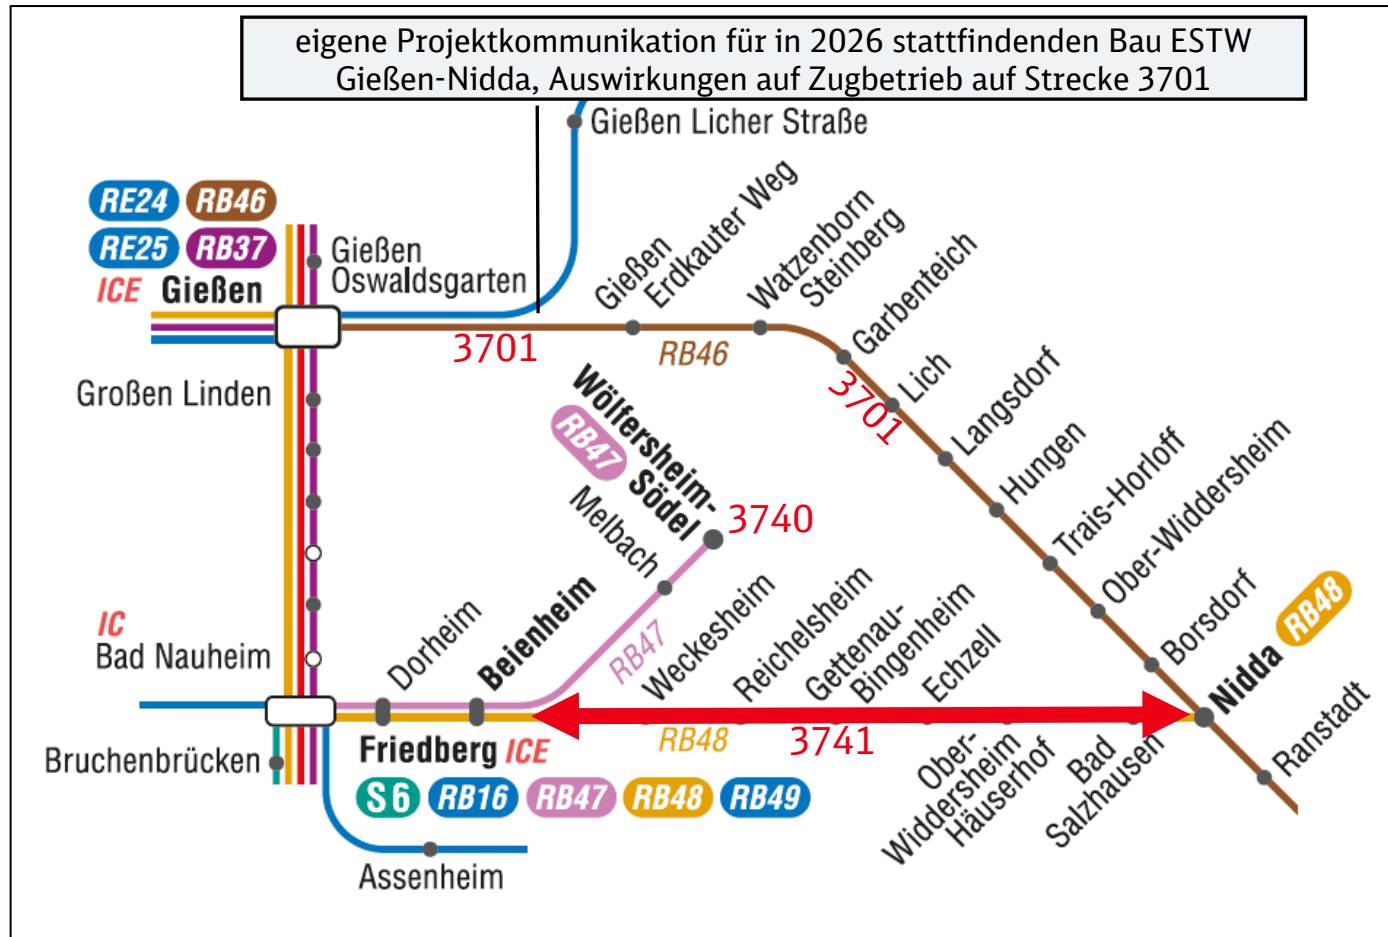 eigene Projektkommunikation für in 2026 stattfindenden Bau ESTW
Gießen-Nidda, Auswirkungen auf Zugbetrieb auf Strecke 3701
Gießen Licher Straße
RE24 RB46
RE25 RB37
ICE Gießen
Gießen
Oswaldsgarten
3701
Gießen
Erdkauter Weg
RB46
Watzenborn
Steinberg
Garbenteich
3701
Lich
Langsdorf
Hungen
Trais-Horloff
Ober-Widdersheim
Borsdorf
Nidda RB48
Ranstadt
Großen Linden
Wölfersheim-
Södel
RB47
3740
Melbach
RB47
IC
Bad Nauheim
Dorheim
Beienheim
Weckesheim
Reichelsheim
Gettenau-
Bingenheim
Echzell
RB48
3741
Ober-
Widdersheim
Häuserhof
Bad
Salzhausen
Bruchenbrücken
Friedberg ICE
S6 RB16 RB47 RB48 RB49
Assenheim